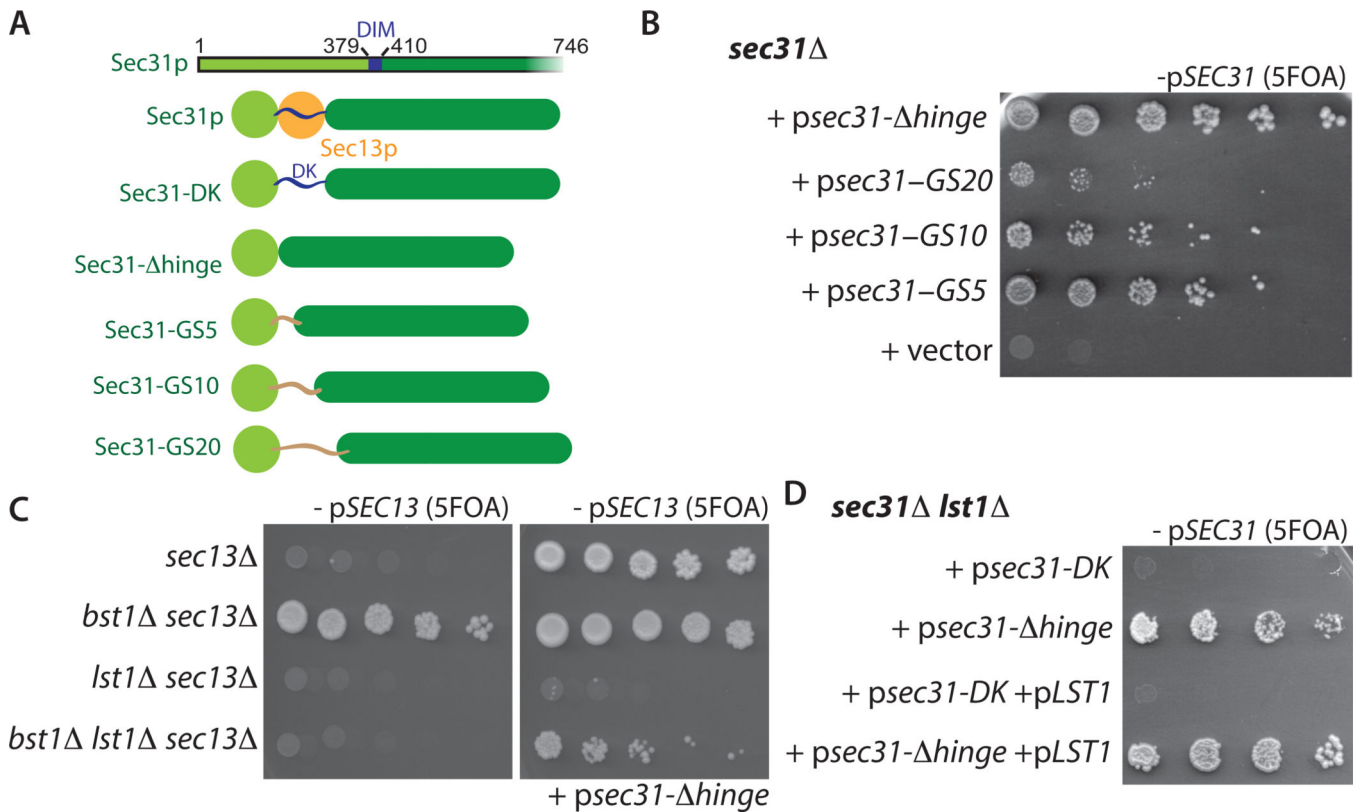 A
DIM
1 379 410 746
Sec31p
Sec31p
Sec13p
DK
Sec31-DK
Sec31-Δhinge
Sec31-GS5
Sec31-GS10
Sec31-GS20
B
sec31Δ
-pSEC31 (5FOA)
+ psec31-Δhinge
+ psec31–GS20
+ psec31–GS10
+ psec31–GS5
+ vector
C
- pSEC13 (5FOA)
- pSEC13 (5FOA)
sec13Δ
bst1Δ sec13Δ
lst1Δ sec13Δ
bst1Δ lst1Δ sec13Δ
+ psec31-Δhinge
D
sec31Δ lst1Δ
- pSEC31 (5FOA)
+ psec31-DK
+ psec31-Δhinge
+ psec31-DK +pLST1
+ psec31-Δhinge +pLST1